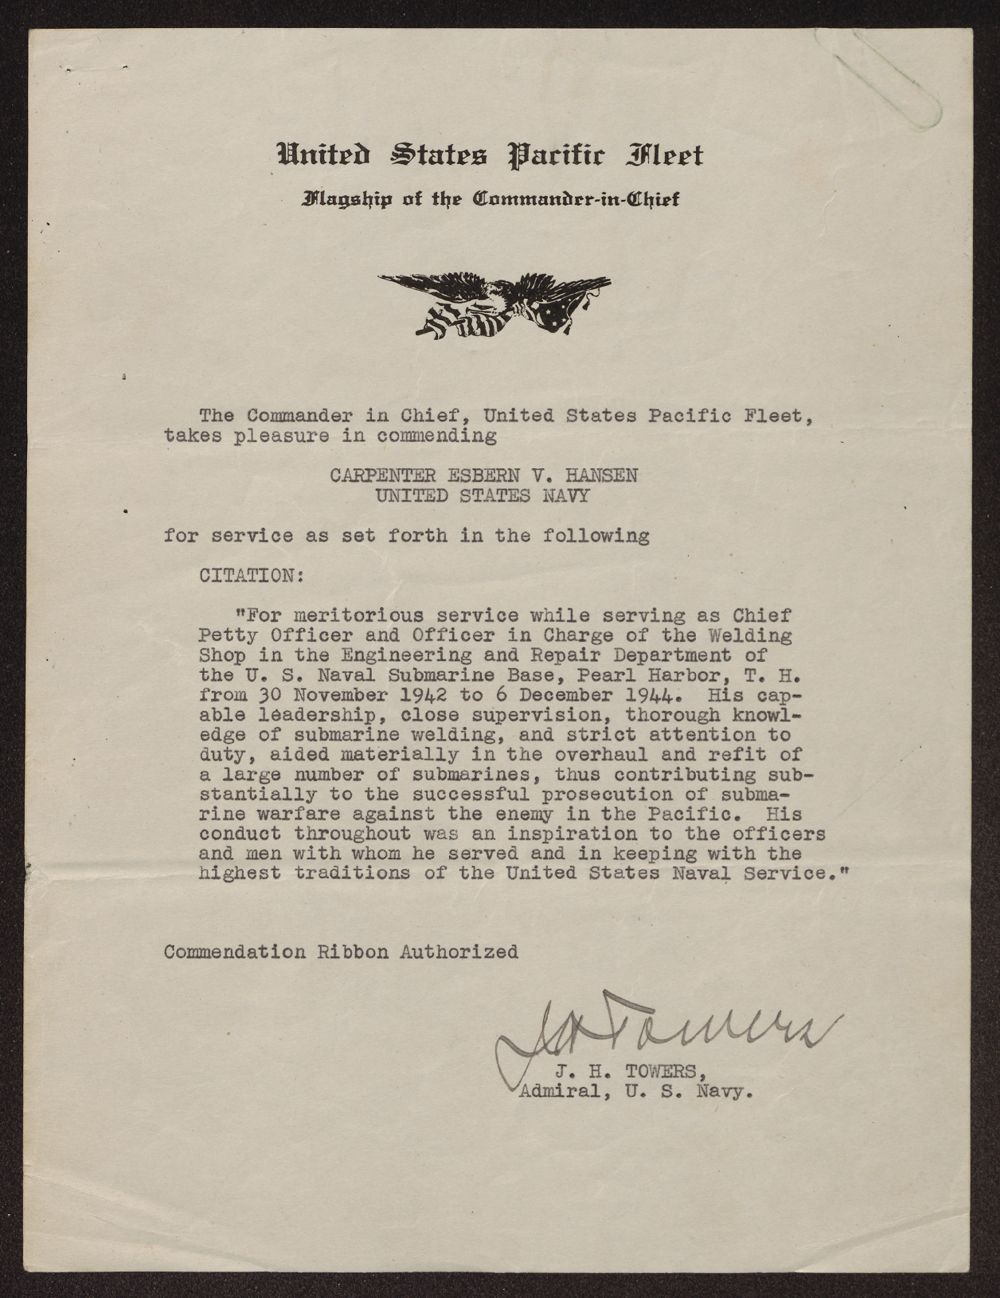 United States Pacific Fleet
Flagship of the Commander-in-Chief
The Commander in Chief, United States Pacific Fleet,
takes pleasure in commending
CARPENTER ESBERN V. HANSEN
UNITED STATES NAVY
for service as set forth in the following
CITATION:
"For meritorious service while serving as Chief
Petty Officer and Officer in Charge of the Welding
Shop in the Engineering and Repair Department of
the U. S. Naval Submarine Base, Pearl Harbor, T. H.
from 30 November 1942 to 6 December 1944. His cap-
able leadership, close supervision, thorough knowl-
edge of submarine welding, and strict attention to
duty, aided materially in the overhaul and refit of
a large number of submarines, thus contributing sub-
stantially to the successful prosecution of subma-
rine warfare against the enemy in the Pacific. His
conduct throughout was an inspiration to the officers
and men with whom he served and in keeping with the
highest traditions of the United States Naval Service."
Commendation Ribbon Authorized
J H Towers
J. H. TOWERS,
Admiral, U. S. Navy.